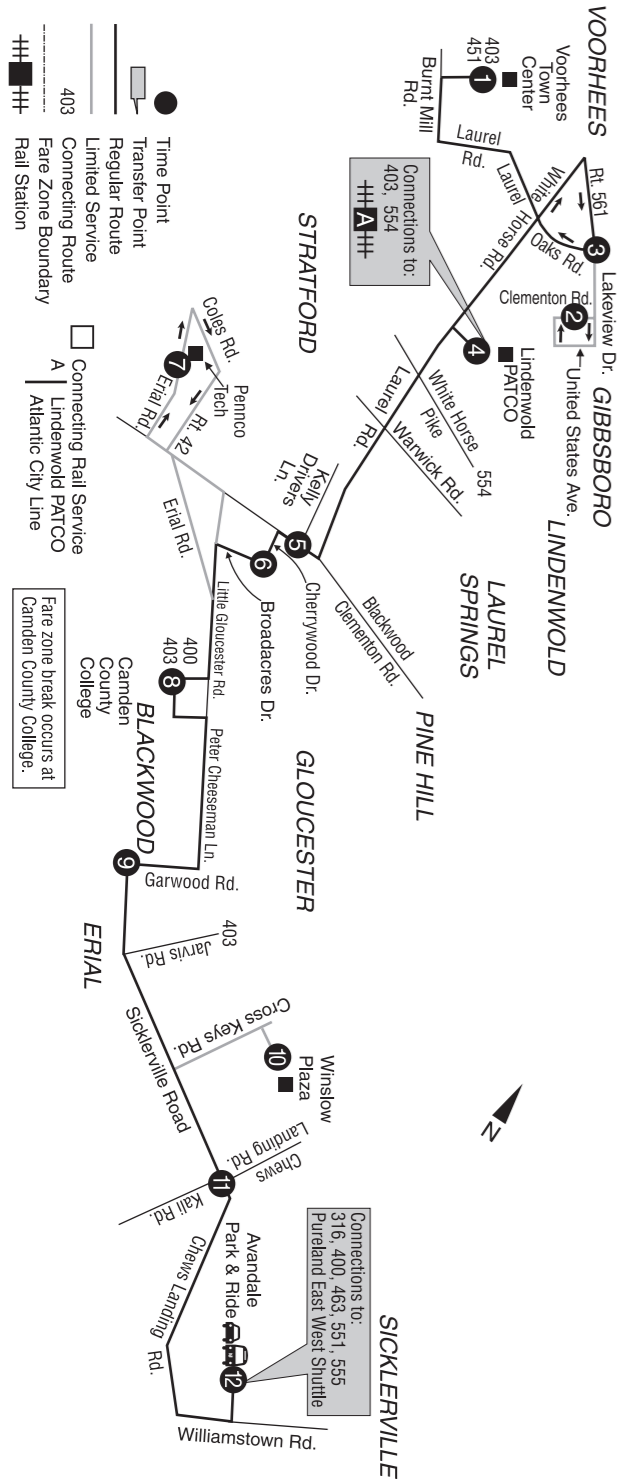 VOORHEES
Voorhees
Town
Center
403
451
1
Burnt Mill
Rd.
Laurel
Rd.
Laurel
White
Horse Rd.
Rt. 561
Oaks Rd.
3
Lakeview Dr.
Clementon Rd.
2
United States Ave.
GIBBSBORO
LINDENWOLD
Connections to:
403, 554
A
4
Lindenwold
PATCO
STRATFORD
Laurel
Rd.
White Horse
Pike
554
Warwick Rd.
LAUREL
SPRINGS
Kelly
Drivers
Ln.
5
Cherrywood Dr.
Blackwood
Clementon Rd.
PINE HILL
6
Broadacres Dr.
Coles Rd.
7
Pennco
Tech
Erial Rd.
Rt. 42
Erial Rd.
Little Gloucester Rd.
400
403
8
Camden
County
College
Peter Cheeseman Ln.
GLOUCESTER
BLACKWOOD
9
Garwood Rd.
ERIAL
403
Jarvis Rd.
Sicklerville Road
Cross Keys Rd.
10
Winslow
Plaza
Chews
Landing Rd.
11
Kali Rd.
Chews Landing
Rd.
Avandale
Park & Ride
12
Williamstown Rd.
Connections to:
316, 400, 463, 551, 555
Pureland East West Shuttle
SICKLERVILLE
N
Time Point
Transfer Point
Regular Route
Limited Service
403
Connecting Route
Fare Zone Boundary
Rail Station
Connecting Rail Service
A
Lindenwold PATCO
Atlantic City Line
Fare zone break occurs at
Camden County College.